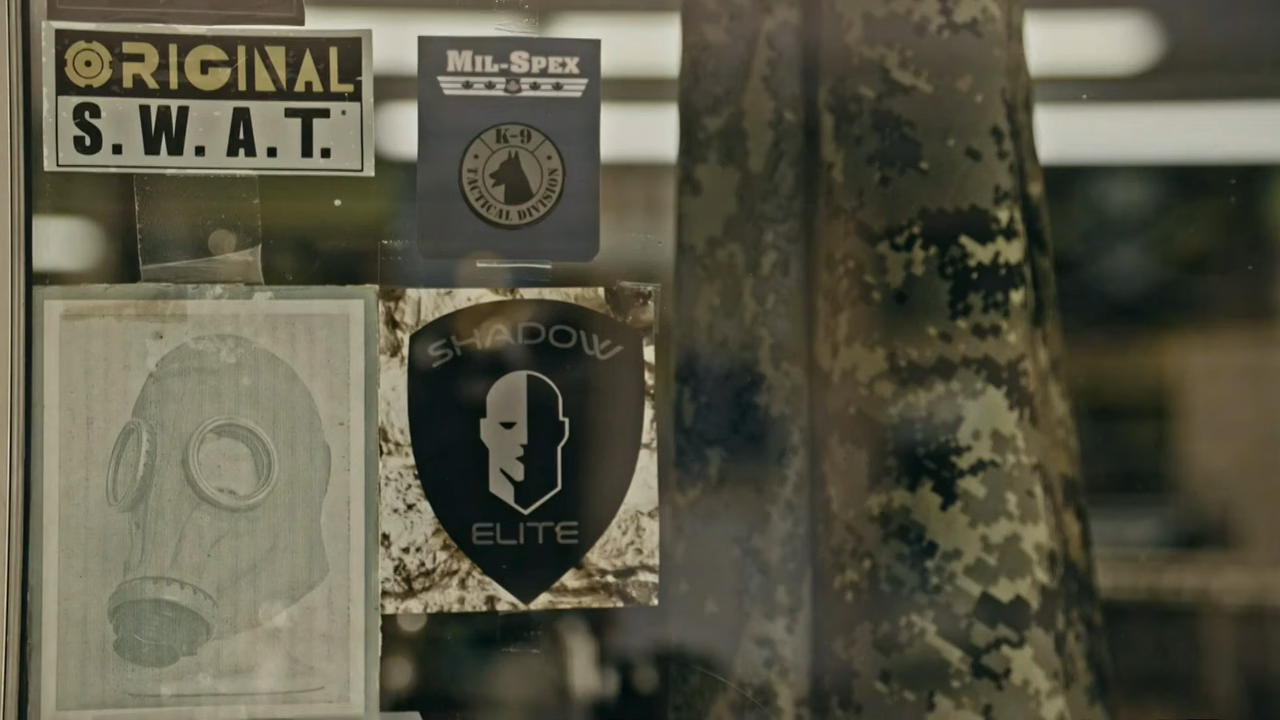 ORIGINAL
S.W.A.T.
MIL-SPEX
K-9
TACTICAL DIVISION
SHADOW
ELITE